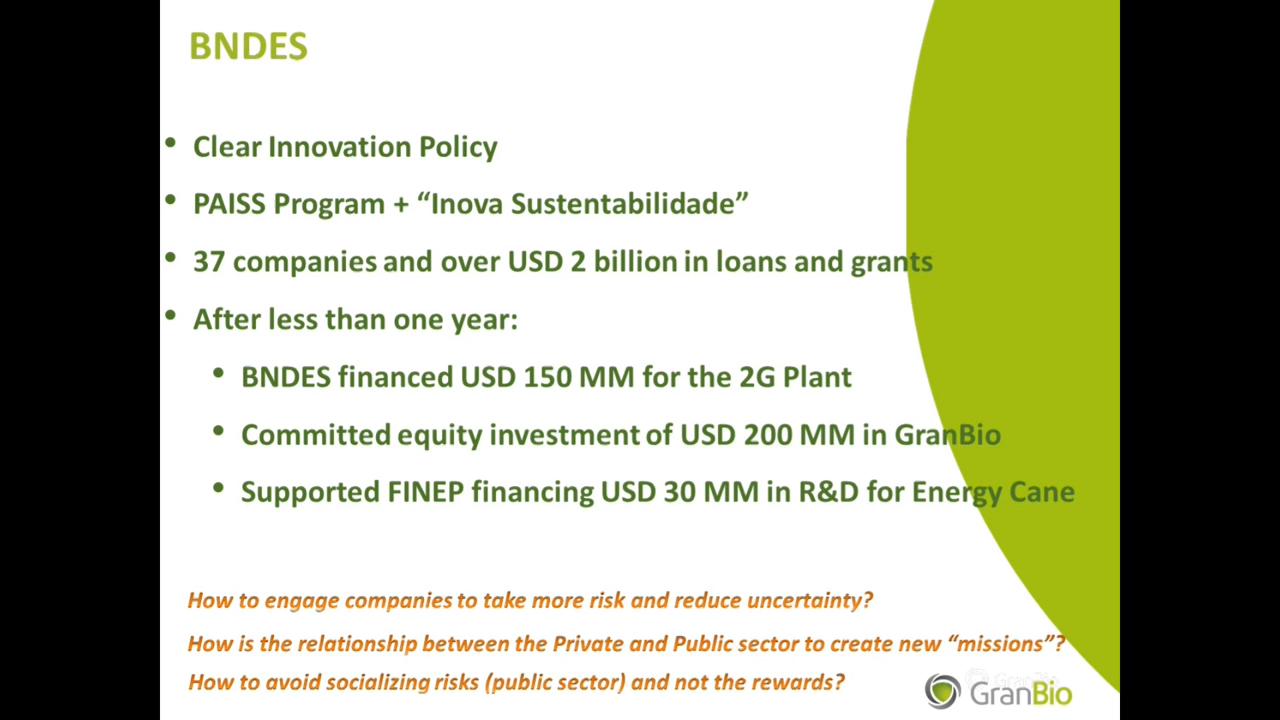 BNDES
• Clear Innovation Policy
• PAISS Program + “Inova Sustentabilidade”
• 37 companies and over USD 2 billion in loans and grants
• After less than one year:
• BNDES financed USD 150 MM for the 2G Plant
• Committed equity investment of USD 200 MM in GranBio
• Supported FINEP financing USD 30 MM in R&D for Energy Cane
How to engage companies to take more risk and reduce uncertainty?
How is the relationship between the Private and Public sector to create new “missions”?
How to avoid socializing risks (public sector) and not the rewards?
GranBio